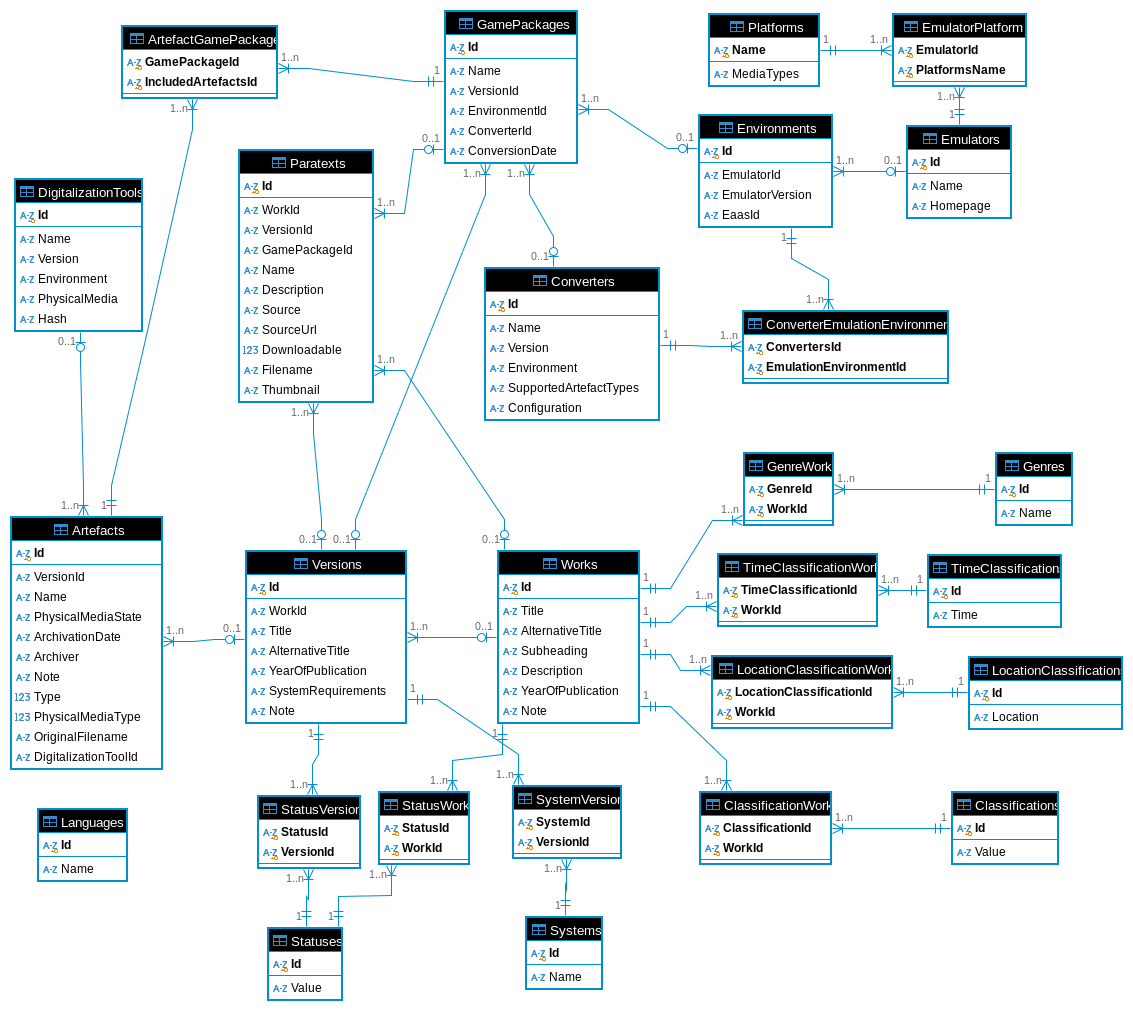 ArtefactGamePackage
GamePackageId
IncludedArtefactsId
GamePackages
Id
Name
VersionId
EnvironmentId
ConverterId
ConversionDate
Platforms
Name
MediaTypes
EmulatorPlatform
EmulatorId
PlatformsName
Environments
Id
EmulatorId
EmulatorVersion
EaasId
Emulators
Id
Name
Homepage
Paratexts
Id
WorkId
VersionId
GamePackageId
Name
Description
Source
SourceUrl
Downloadable
Filename
Thumbnail
DigitalizationTools
Id
Name
Version
Environment
PhysicalMedia
Hash
Converters
Id
Name
Version
Environment
SupportedArtefactTypes
Configuration
ConverterEmulationEnvironmen
ConvertersId
EmulationEnvironmentId
GenreWork
GenreId
WorkId
Genres
Id
Name
Artefacts
Id
VersionId
Name
PhysicalMediaState
ArchivationDate
Archiver
Note
Type
PhysicalMediaType
OriginalFilename
DigitalizationToolId
Versions
Id
WorkId
Title
AlternativeTitle
YearOfPublication
SystemRequirements
Note
Works
Id
Title
AlternativeTitle
Subheading
Description
YearOfPublication
Note
TimeClassificationWork
TimeClassificationId
WorkId
TimeClassifications
Id
Time
LocationClassificationWork
LocationClassificationId
WorkId
LocationClassifications
Id
Location
Languages
Id
Name
StatusVersion
StatusId
VersionId
StatusWork
StatusId
WorkId
SystemVersion
SystemId
VersionId
ClassificationWork
ClassificationId
WorkId
Classifications
Id
Value
Statuses
Id
Value
Systems
Id
Name